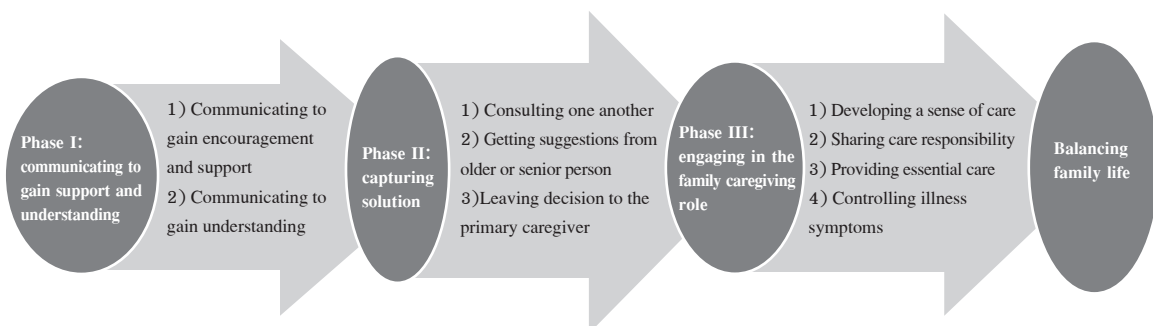 Phase I:
communicating to
gain support and
understanding
1) Communicating to
gain encouragement
and support
2) Communicating to
gain understanding
Phase II:
capturing
solution
1) Consulting one another
2) Getting suggestions from
older or senior person
3)Leaving decision to the
primary caregiver
Phase III:
engaging in the
family caregiving
role
1) Developing a sense of care
2) Sharing care responsibility
3) Providing essential care
4) Controlling illness
symptoms
Balancing
family life